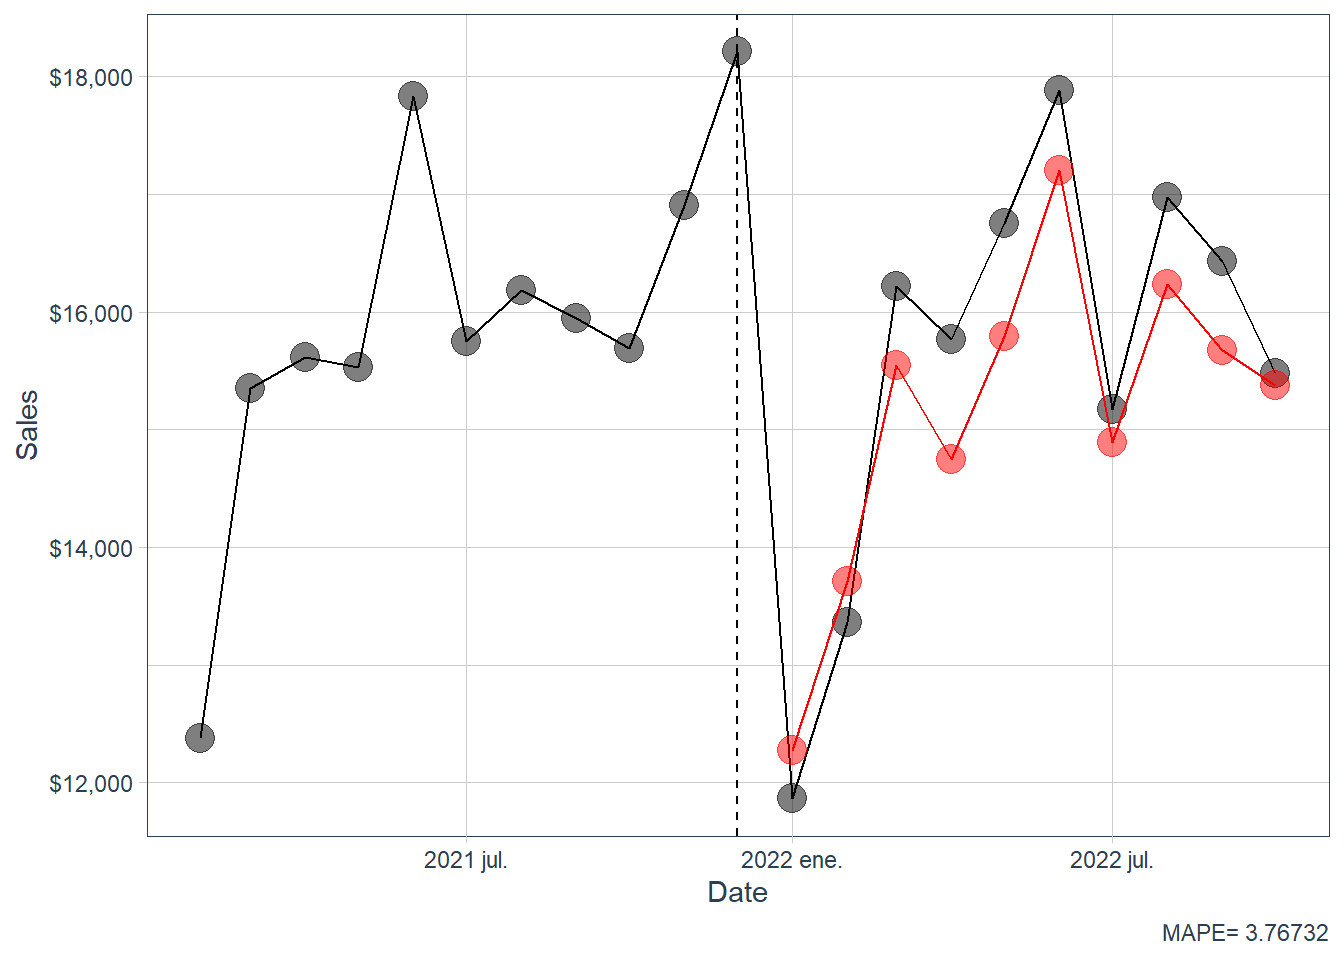 $18,000
$16,000
$14,000
$12,000
Sales
2021 jul.
2022 ene.
2022 jul.
Date
MAPE= 3.76732